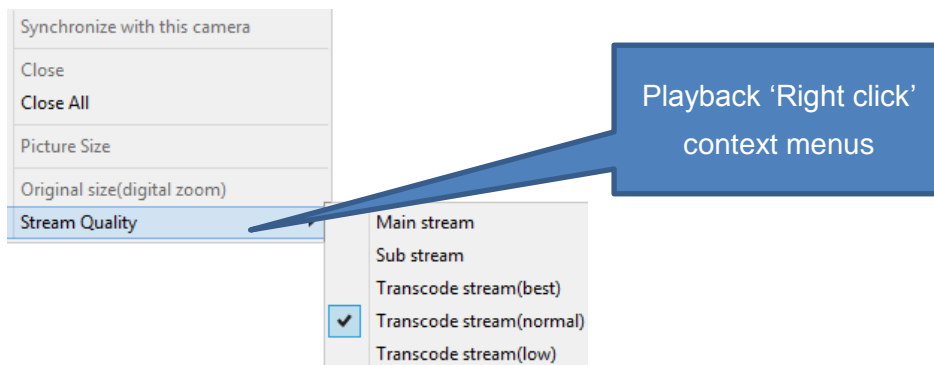 Synchronize with this camera
Close
Close All
Picture Size
Original size(digital zoom)
Stream Quality
Main stream
Sub stream
Transcode stream(best)
Transcode stream(normal)
Transcode stream(low)
Playback ‘Right click’
context menus